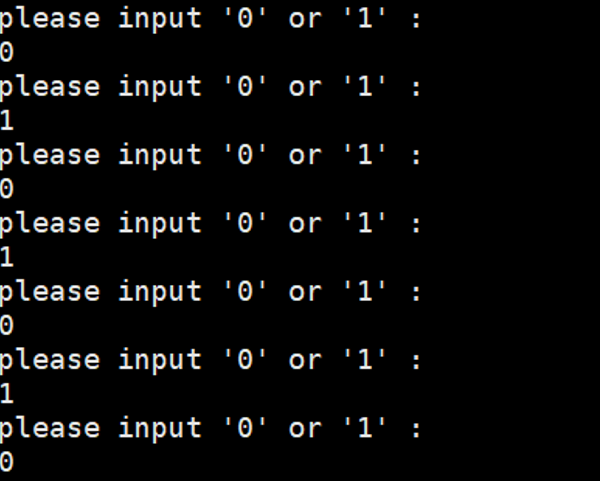 please input '0' or '1' :
0
please input '0' or '1' :
1
please input '0' or '1' :
0
please input '0' or '1' :
1
please input '0' or '1' :
0
please input '0' or '1' :
1
please input '0' or '1' :
0